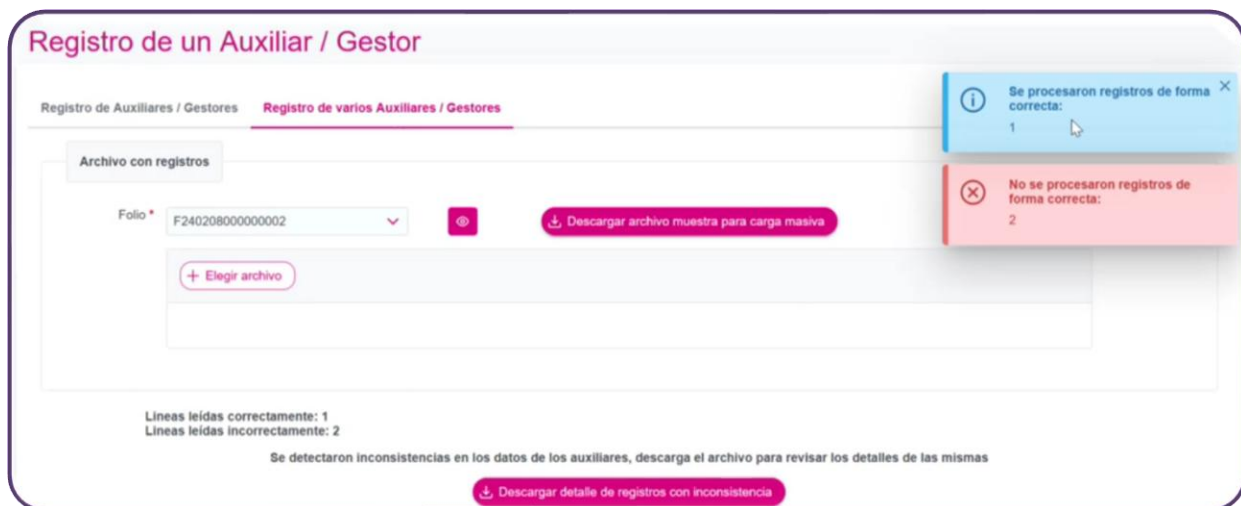 Registro de un Auxiliar / Gestor
Registro de Auxiliares / Gestores
Registro de varios Auxiliares / Gestores
Se procesaron registros de forma
correcta:
1
No se procesaron registros de
forma correcta:
2
Archivo con registros
Folio *
F240208000000002
Descargar archivo muestra para carga masiva
+ Elegir archivo
Lineas leídas correctamente: 1
Lineas leídas incorrectamente: 2
Se detectaron inconsistencias en los datos de los auxiliares, descarga el archivo para revisar los detalles de las mismas
Descargar detalle de registros con inconsistencia